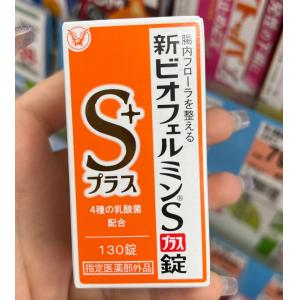 腸内フローラを整える
新ビオフェルミン®Sプラス錠
S+
プラス
4種の乳酸菌
配合
130錠
指定医薬部外品